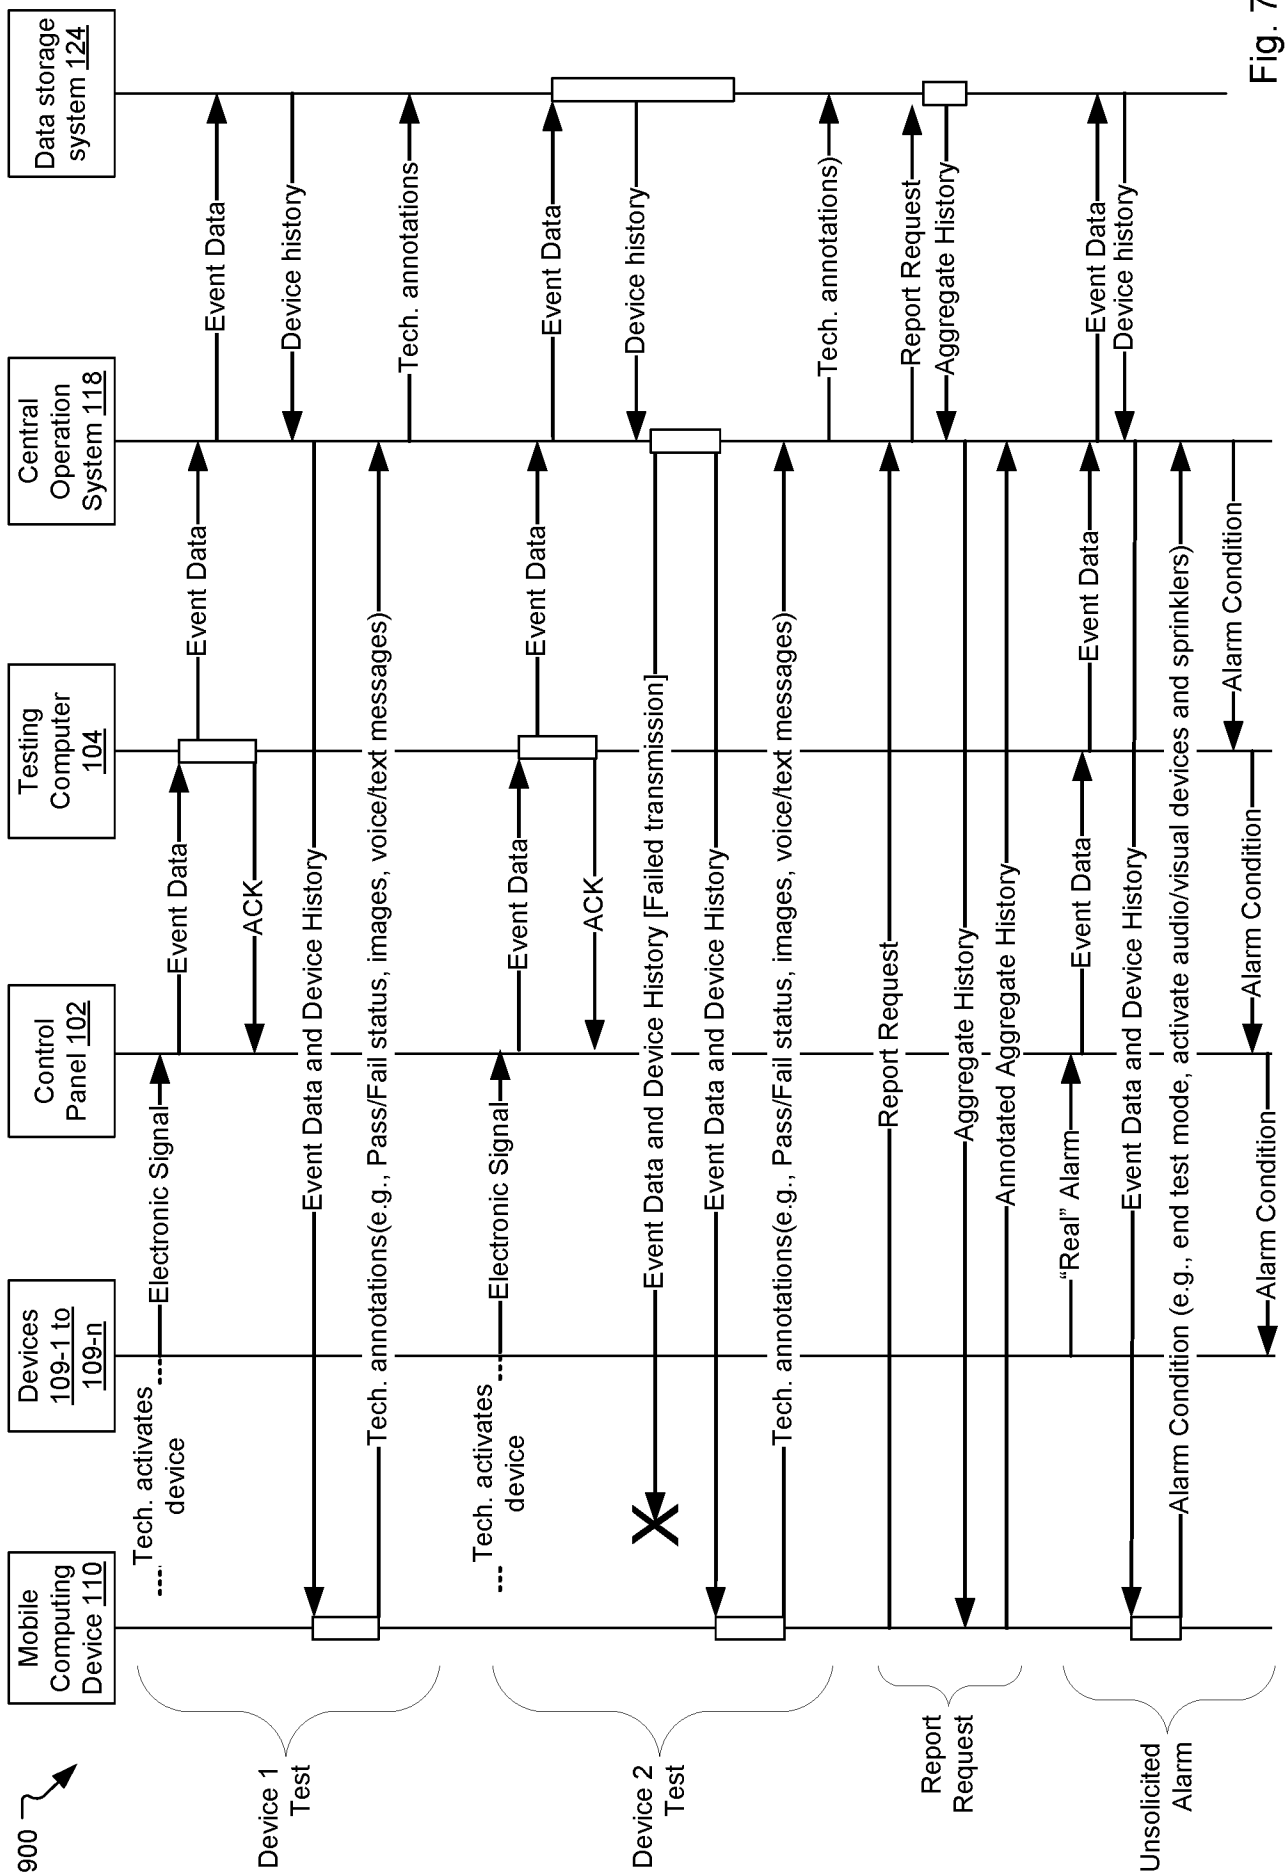 900
Mobile
Computing
Device 110
Devices
109-1 to
109-n
Control
Panel 102
Testing
Computer
104
Central
Operation
System 118
Data storage
system 124
Device 1
Test
Tech. activates
device
Electronic Signal
Event Data
Event Data
Event Data
ACK
Device history
Event Data and Device History
Tech. annotations(e.g., Pass/Fail status, images, voice/text messages)
Tech. annotations
Device 2
Test
Tech. activates
device
Electronic Signal
Event Data
Event Data
Event Data
ACK
Device history
Event Data and Device History [Failed transmission]
X
Event Data and Device History
Tech. annotations(e.g., Pass/Fail status, images, voice/text messages)
Tech. annotations)
Report
Request
Report Request
Report Request
Aggregate History
Aggregate History
Annotated Aggregate History
Unsolicited
Alarm
“Real” Alarm
Event Data
Event Data
Event Data
Device history
Event Data and Device History
Alarm Condition (e.g., end test mode, activate audio/visual devices and sprinklers)
Alarm Condition
Alarm Condition
Alarm Condition
Fig. 7